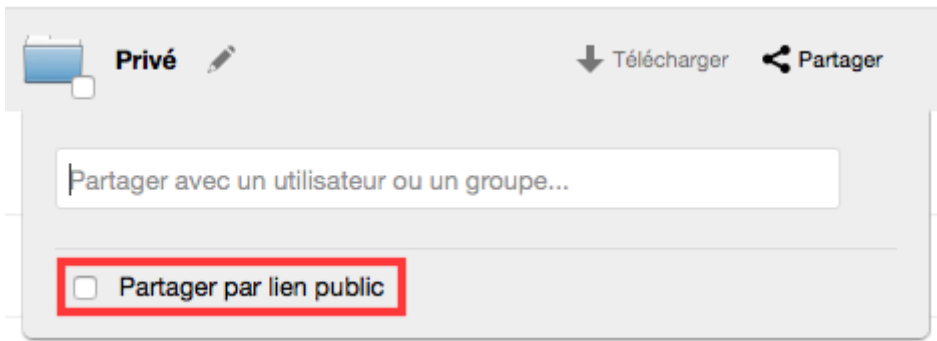 Privé Télécharger Partager
Partager avec un utilisateur ou un groupe...
Partager par lien public